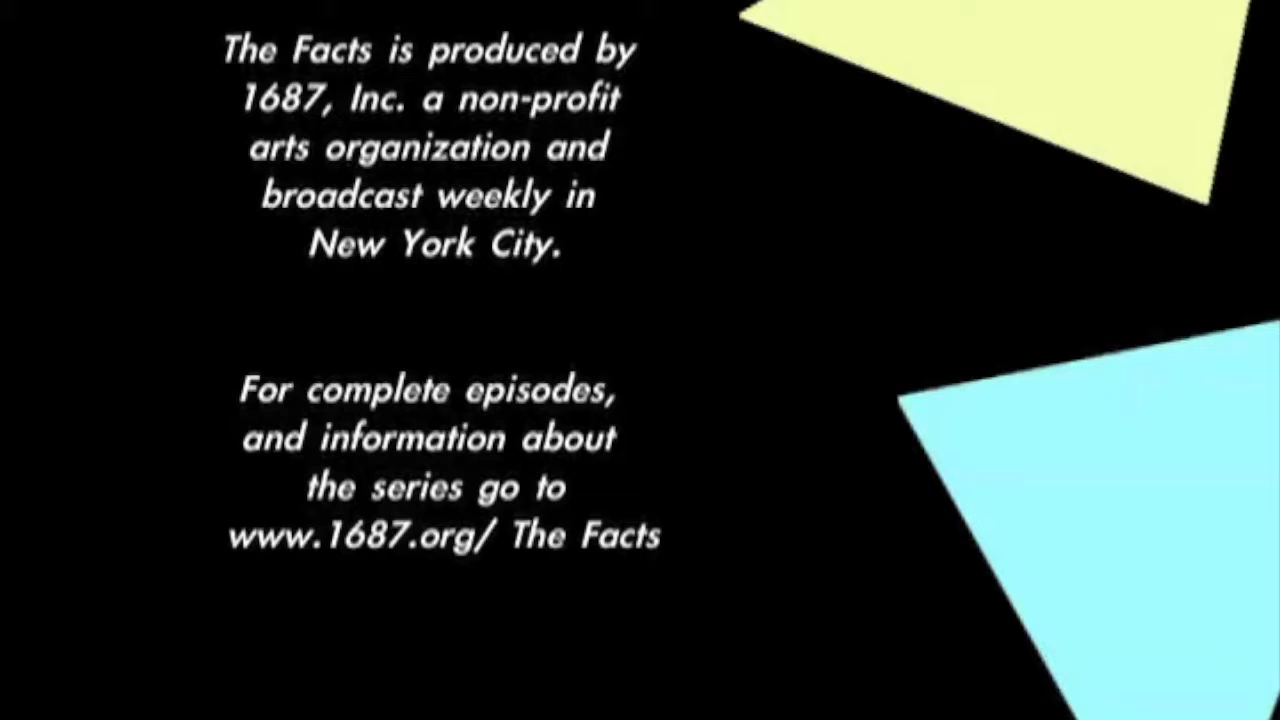 The Facts is produced by
1687, Inc. a non-profit
arts organization and
broadcast weekly in
New York City.
For complete episodes,
and information about
the series go to
www.1687.org/ The Facts